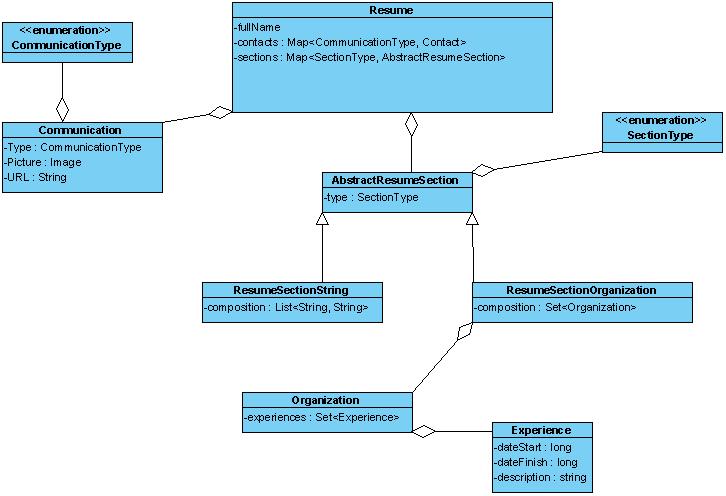 <<enumeration>>
CommunicationType
Resume
-fullName
-contacts : Map<CommunicationType, Contact>
-sections : Map<SectionType, AbstractResumeSection>
Communication
-Type : CommunicationType
-Picture : Image
-URL : String
<<enumeration>>
SectionType
AbstractResumeSection
-type : SectionType
ResumeSectionString
-composition : List<String, String>
ResumeSectionOrganization
-composition : Set<Organization>
Organization
-experiences : Set<Experience>
Experience
-dateStart : long
-dateFinish : long
-description : string